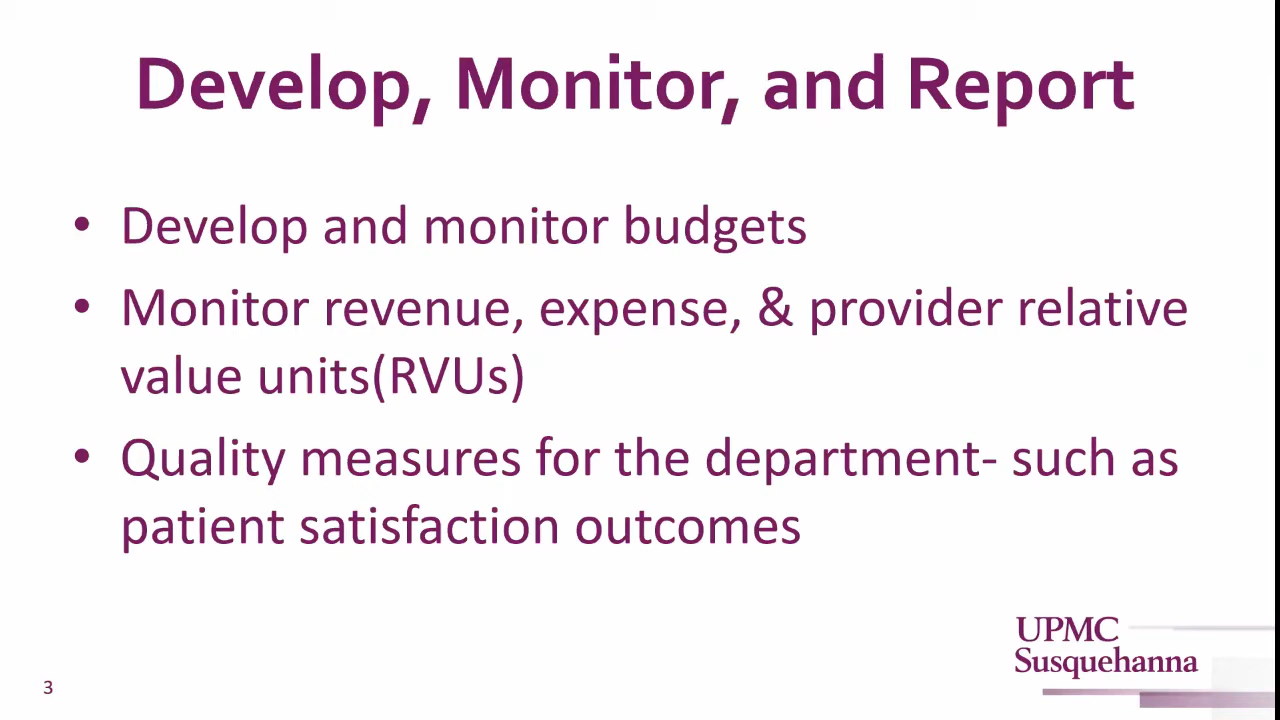 Develop, Monitor, and Report
• Develop and monitor budgets
• Monitor revenue, expense, & provider relative
value units(RVUs)
• Quality measures for the department- such as
patient satisfaction outcomes
UPMC
Susquehanna
3